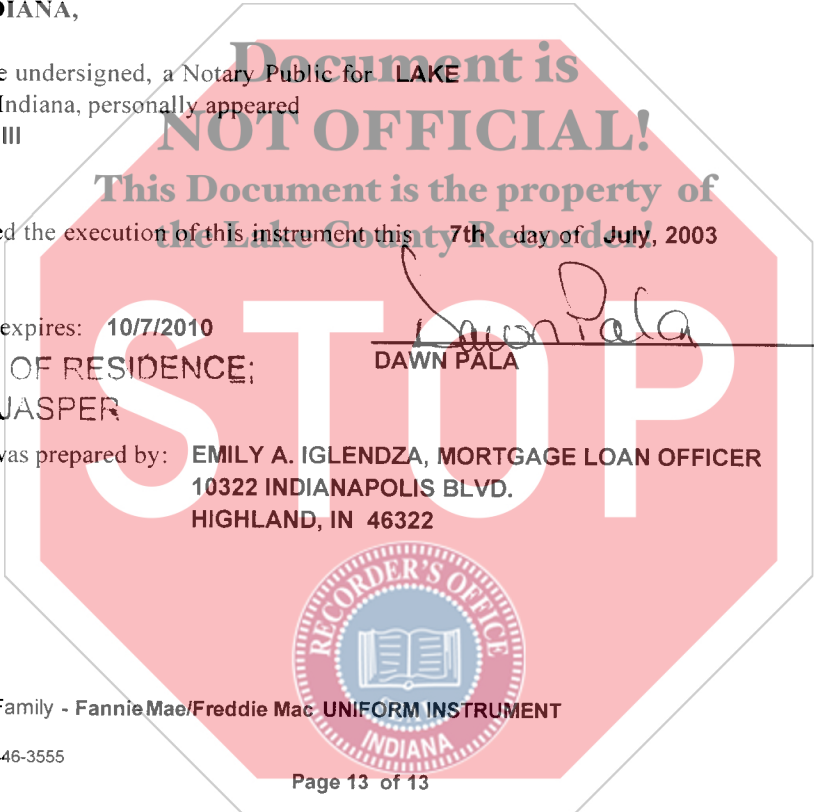 DIANA,
Document is
e undersigned, a Notary Public for LAKE
Indiana, personally appeared
NOT OFFICIAL!
III
This Document is the property of
the Lake County Recorder!
ed the execution of this instrument this 7th day of July, 2003
STOP
expires: 10/7/2010
Dawn Pala
OF RESIDENCE;
DAWN PALA
JASPER
was prepared by: EMILY A. IGLENDZA, MORTGAGE LOAN OFFICER
10322 INDIANAPOLIS BLVD.
HIGHLAND, IN 46322
RECORDER'S OFFICE
Family - Fannie Mae/Freddie Mac UNIFORM INSTRUMENT
INDIANA
46-3555
Page 13 of 13